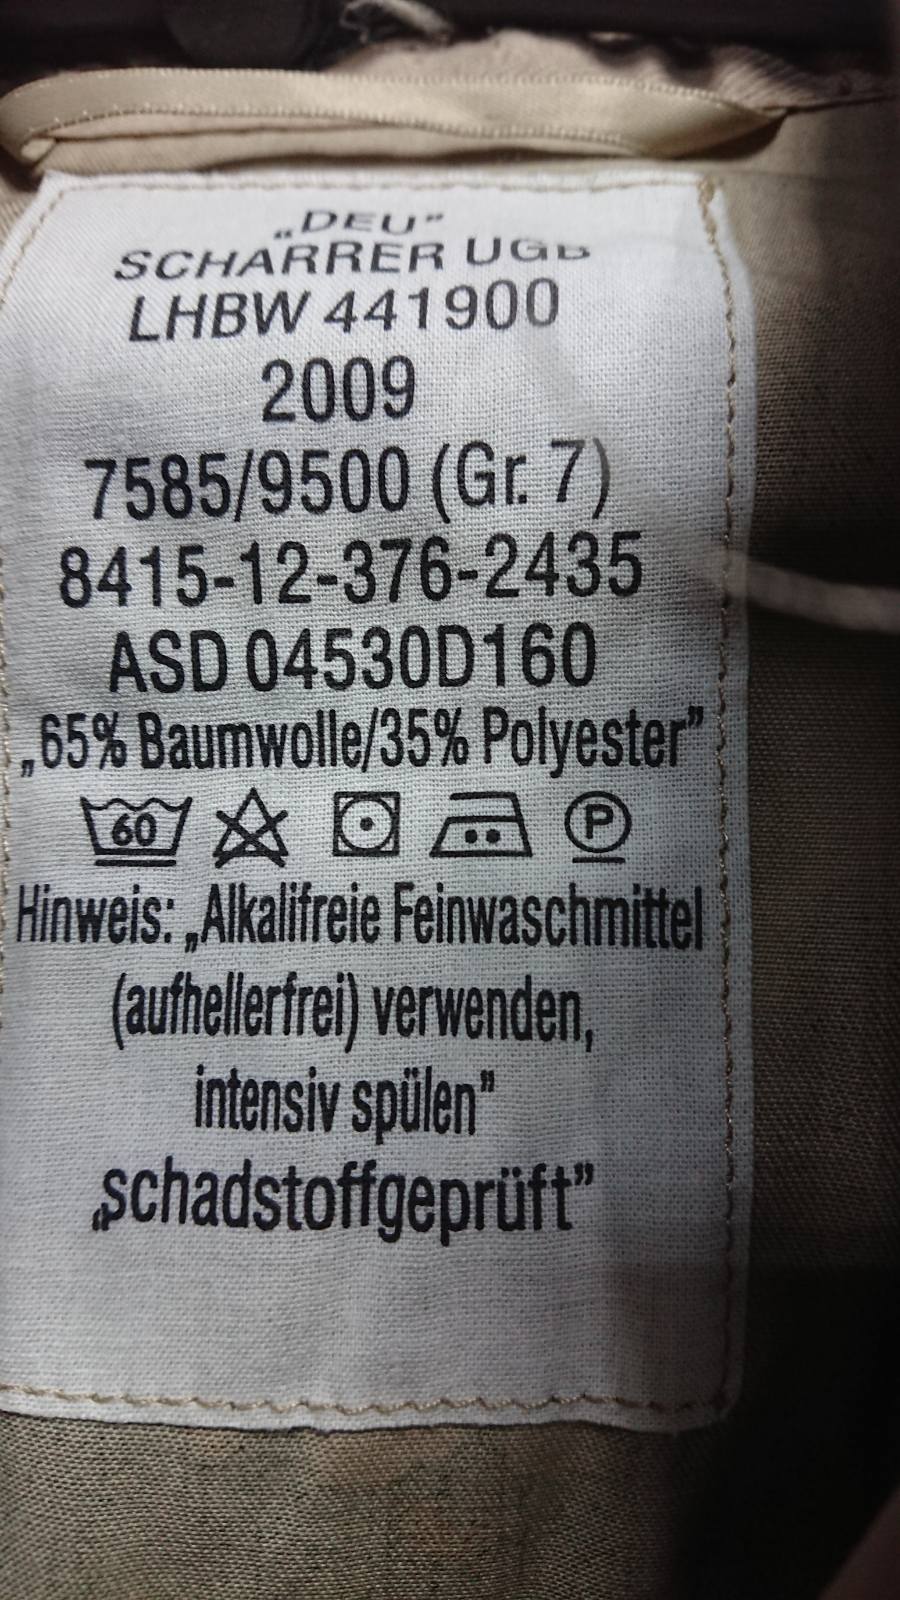 „DEU”
SCHARRER UGB
LHBW 441900
2009
7585/9500 (Gr. 7)
8415-12-376-2435
ASD 04530D160
„65% Baumwolle/35% Polyester”
60 P
Hinweis: „Alkalifreie Feinwaschmittel
(aufhellerfrei) verwenden,
intensiv spülen”
„schadstoffgeprüft”